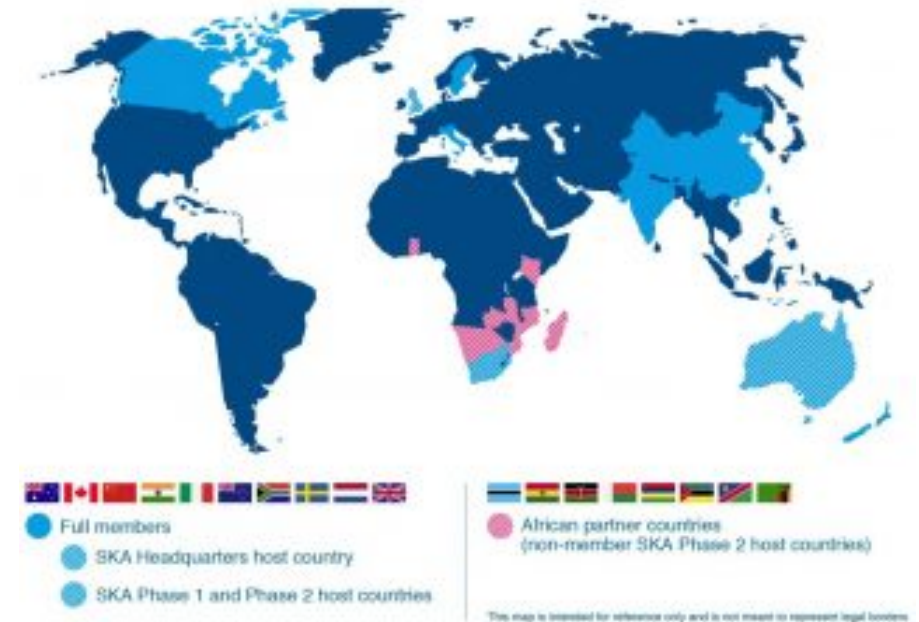 Full members
SKA Headquarters host country
SKA Phase 1 and Phase 2 host countries
African partner countries
(non-member SKA Phase 2 host countries)
This map is intended for reference only and is not meant to represent legal borders